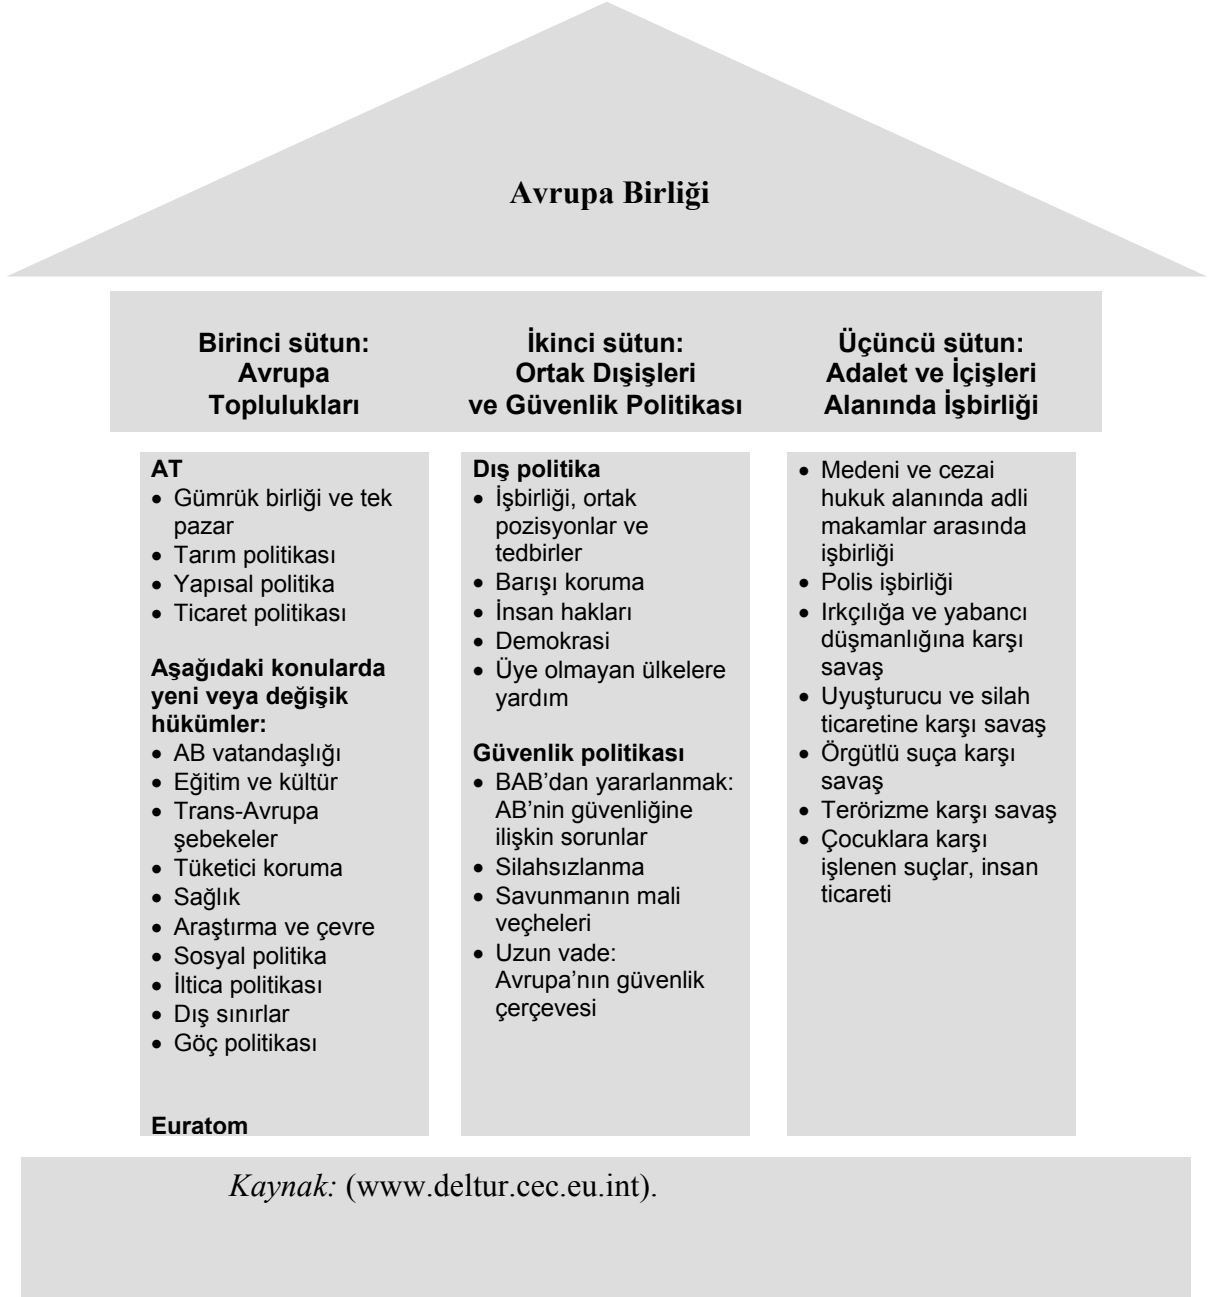 Avrupa Birliği
Birinci sütun:
Avrupa
Toplulukları
İkinci sütun:
Ortak Dışişleri
ve Güvenlik Politikası
Üçüncü sütun:
Adalet ve İçişleri
Alanında İşbirliği
AT
• Gümrük birliği ve tek
pazar
• Tarım politikası
• Yapısal politika
• Ticaret politikası
Aşağıdaki konularda
yeni veya değişik
hükümler:
• AB vatandaşlığı
• Eğitim ve kültür
• Trans-Avrupa
şebekeler
• Tüketici koruma
• Sağlık
• Araştırma ve çevre
• Sosyal politika
• İltica politikası
• Dış sınırlar
• Göç politikası
Euratom
Dış politika
• İşbirliği, ortak
pozisyonlar ve
tedbirler
• Barışı koruma
• İnsan hakları
• Demokrasi
• Üye olmayan ülkelere
yardım
Güvenlik politikası
• BAB’dan yararlanmak:
AB’nin güvenliğine
ilişkin sorunlar
• Silahsızlanma
• Savunmanın mali
veçheleri
• Uzun vade:
Avrupa’nın güvenlik
çerçevesi
• Medeni ve cezai
hukuk alanında adli
makamlar arasında
işbirliği
• Polis işbirliği
• Irkçılığa ve yabancı
düşmanlığına karşı
savaş
• Uyuşturucu ve silah
ticaretine karşı savaş
• Örgütlü suça karşı
savaş
• Terörizme karşı savaş
• Çocuklara karşı
işlenen suçlar, insan
ticareti
Kaynak: (www.deltur.cec.eu.int).